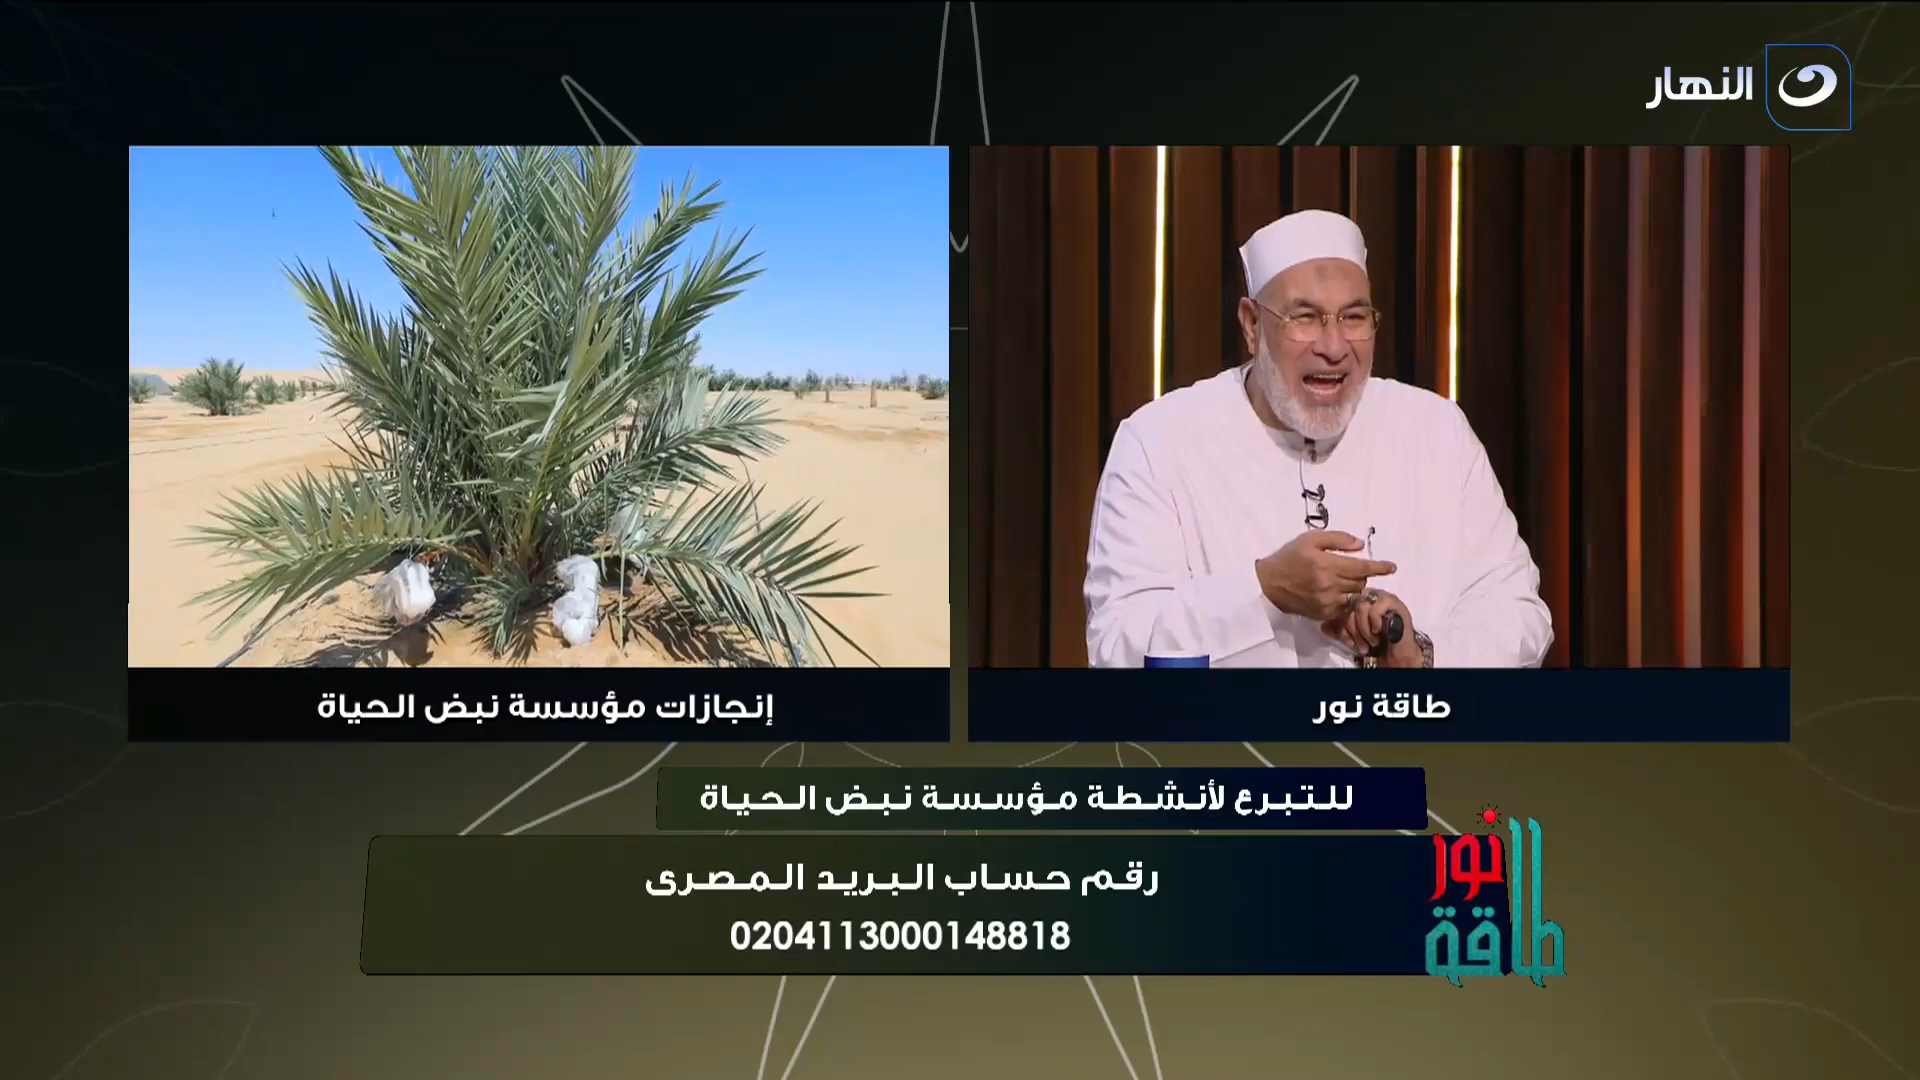 النهار
طاقة نور
إنجازات مؤسسة نبض الحياة
للتبرع لأنشطة مؤسسة نبض الحياة
رقم حساب البريد المصرى
0204113000148818
طاقة نور